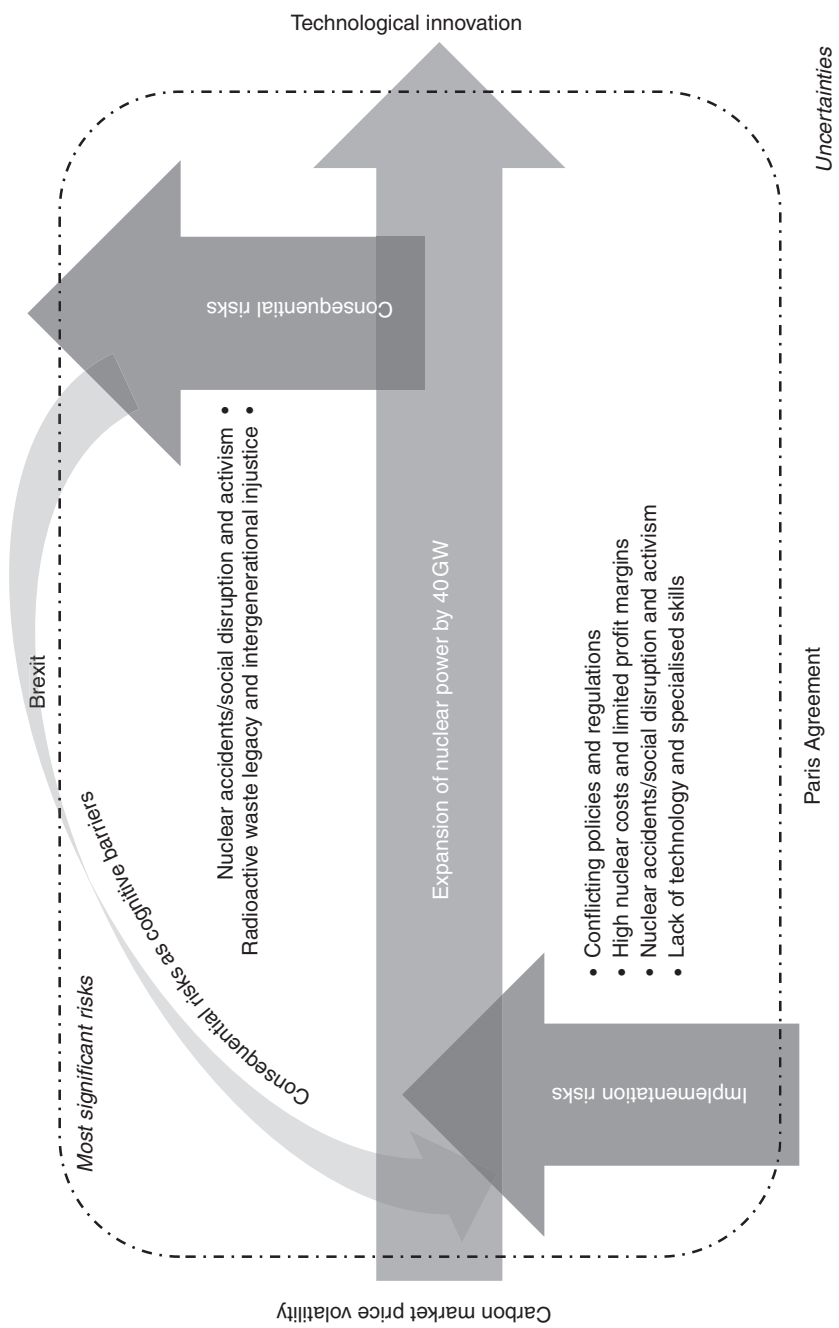 Brexit
Most significant risks
Consequential risks as cognitive barriers
Nuclear accidents/social disruption and activism •
Radioactive waste legacy and intergenerational injustice •
Consequential risks
Carbon market price volatility
Expansion of nuclear power by 40GW
Technological innovation
Implementation risks
• Conflicting policies and regulations
• High nuclear costs and limited profit margins
• Nuclear accidents/social disruption and activism
• Lack of technology and specialised skills
Paris Agreement
Uncertainties